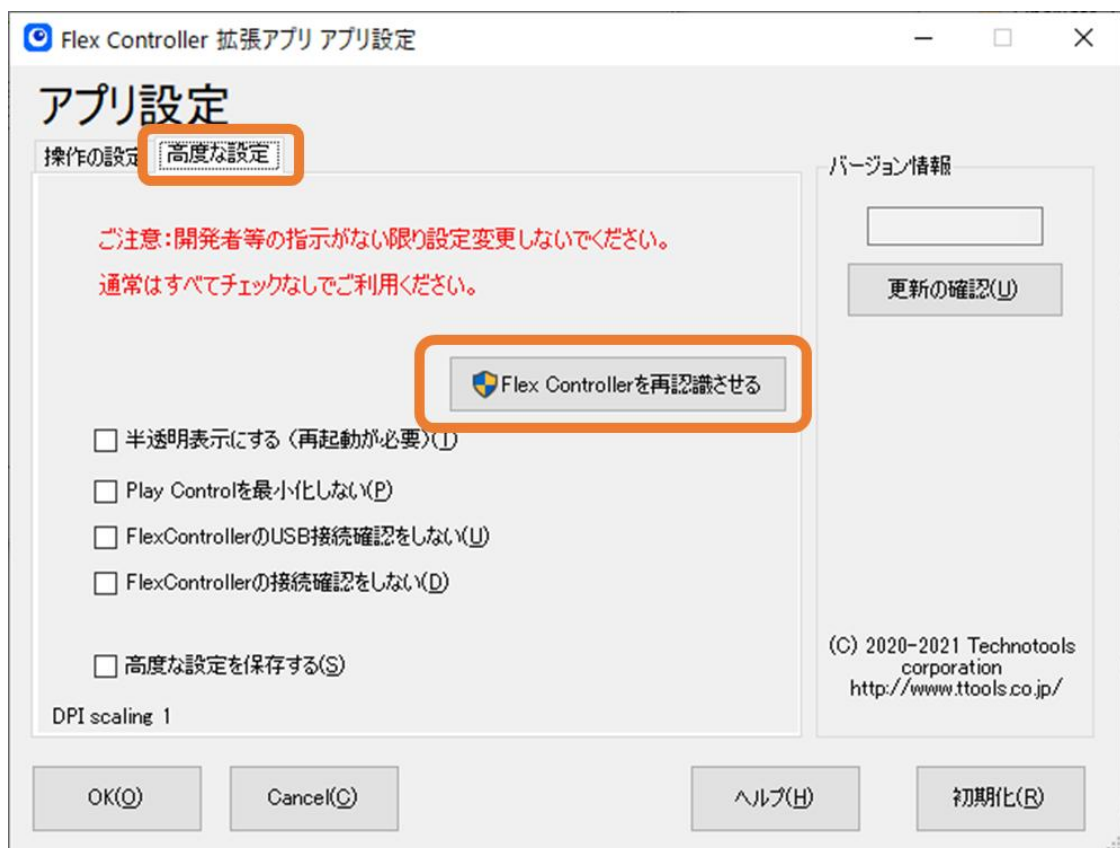 Flex Controller 拡張アプリ アプリ設定
アプリ設定
操作の設定
高度な設定
ご注意:開発者等の指示がない限り設定変更しないでください。
通常はすべてチェックなしでご利用ください。
Flex Controllerを再認識させる
半透明表示にする (再起動が必要)(T)
Play Controlを最小化しない(P)
FlexControllerのUSB接続確認をしない(U)
FlexControllerの接続確認をしない(D)
高度な設定を保存する(S)
DPI scaling 1
バージョン情報
更新の確認(U)
(C) 2020-2021 Technotools
corporation
http://www.ttools.co.jp/
OK(O)
Cancel(C)
ヘルプ(H)
初期化(R)